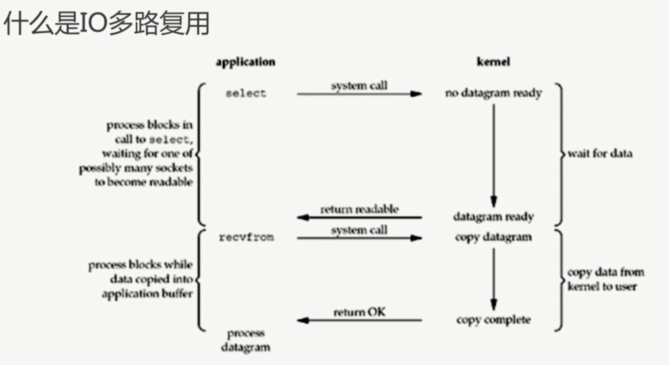 什么是IO多路复用
application
kernel
select
system call
no datagram ready
process blocks in
call to select,
waiting for one of
possibly many sockets
to become readable
wait for data
return readable
datagram ready
recvfrom
system call
copy datagram
process blocks while
data copied into
application buffer
copy data from
kernel to user
return OK
copy complete
process
datagram